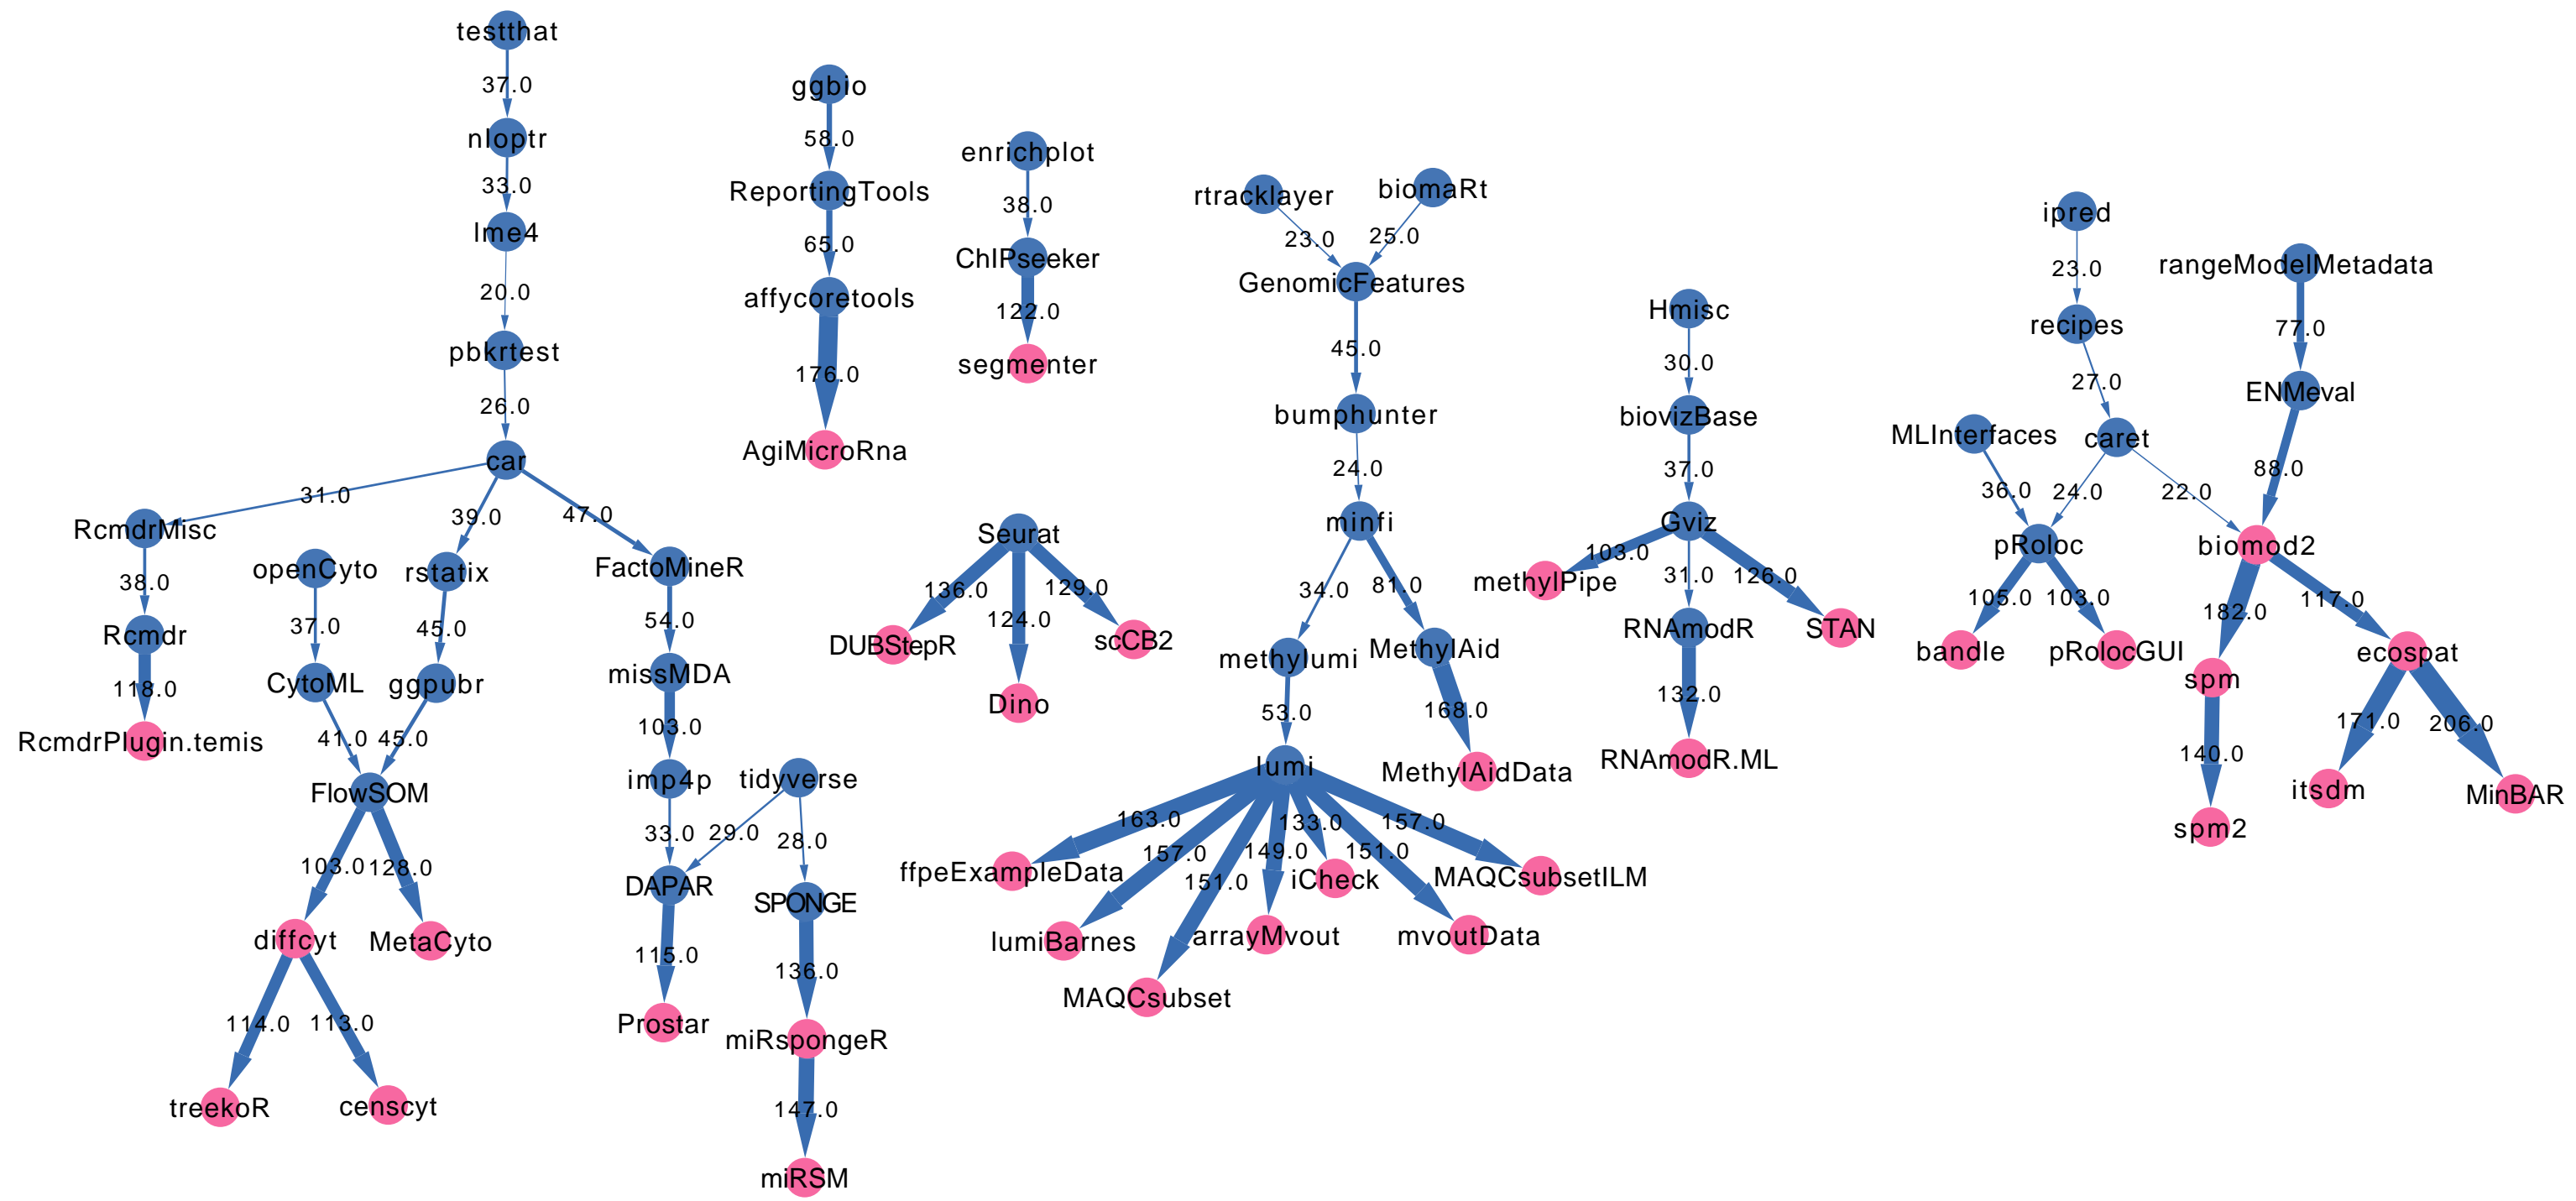 testthat
37.0
nloptr
33.0
lme4
20.0
pbkrtest
26.0
car
31.0
39.0
47.0
RcmdrMisc
38.0
Rcmdr
118.0
RcmdrPlugin.temis
openCyto
37.0
CytoML
41.0
rstatix
45.0
ggpubr
45.0
FlowSOM
103.0
128.0
diffcyt
MetaCyto
114.0
113.0
treekoR
censcyt
FactoMineR
54.0
missMDA
103.0
imp4p
33.0
tidyverse
29.0
28.0
DAPAR
115.0
Prostar
SPONGE
136.0
miRspongeR
147.0
miRSM
ggbio
58.0
ReportingTools
65.0
affycoretools
176.0
AgiMicroRna
enrichplot
38.0
ChIPseeker
122.0
segmenter
Seurat
136.0
124.0
129.0
DUBStepR
Dino
scCB2
rtracklayer
biomaRt
23.0
25.0
GenomicFeatures
45.0
bumphunter
24.0
minfi
34.0
81.0
methylumi
MethylAid
53.0
168.0
lumi
MethylAidData
163.0
157.0
151.0
149.0
133.0
151.0
157.0
ffpeExampleData
lumiBarnes
MAQCsubset
arrayMvout
iCheck
mvoutData
MAQCsubsetILM
Hmisc
30.0
biovizBase
37.0
Gviz
103.0
31.0
126.0
methylPipe
RNAmodR
STAN
132.0
RNAmodR.ML
ipred
23.0
recipes
27.0
MLInterfaces
caret
36.0
24.0
22.0
pRoloc
105.0
103.0
bandle
pRolocGUI
rangeModelMetadata
77.0
ENMeval
88.0
biomod2
182.0
117.0
spm
ecospat
140.0
171.0
206.0
spm2
itsdm
MinBAR